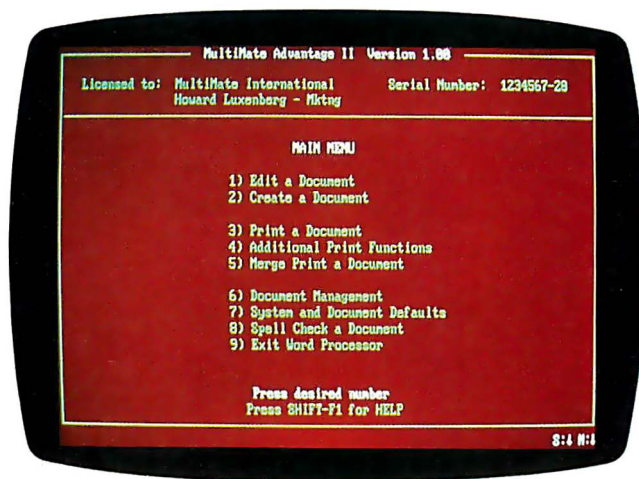 MultiMate Advantage II Version 1.00
Licensed to: MultiMate International Serial Number: 1234567-28
Howard Luxenberg - Mktng
MAIN MENU
1) Edit a Document
2) Create a Document
3) Print a Document
4) Additional Print Functions
5) Merge Print a Document
6) Document Management
7) System and Document Defaults
8) Spell Check a Document
9) Exit Word Processor
Press desired number
Press SHIFT-F1 for HELP
S:↓ N:↓